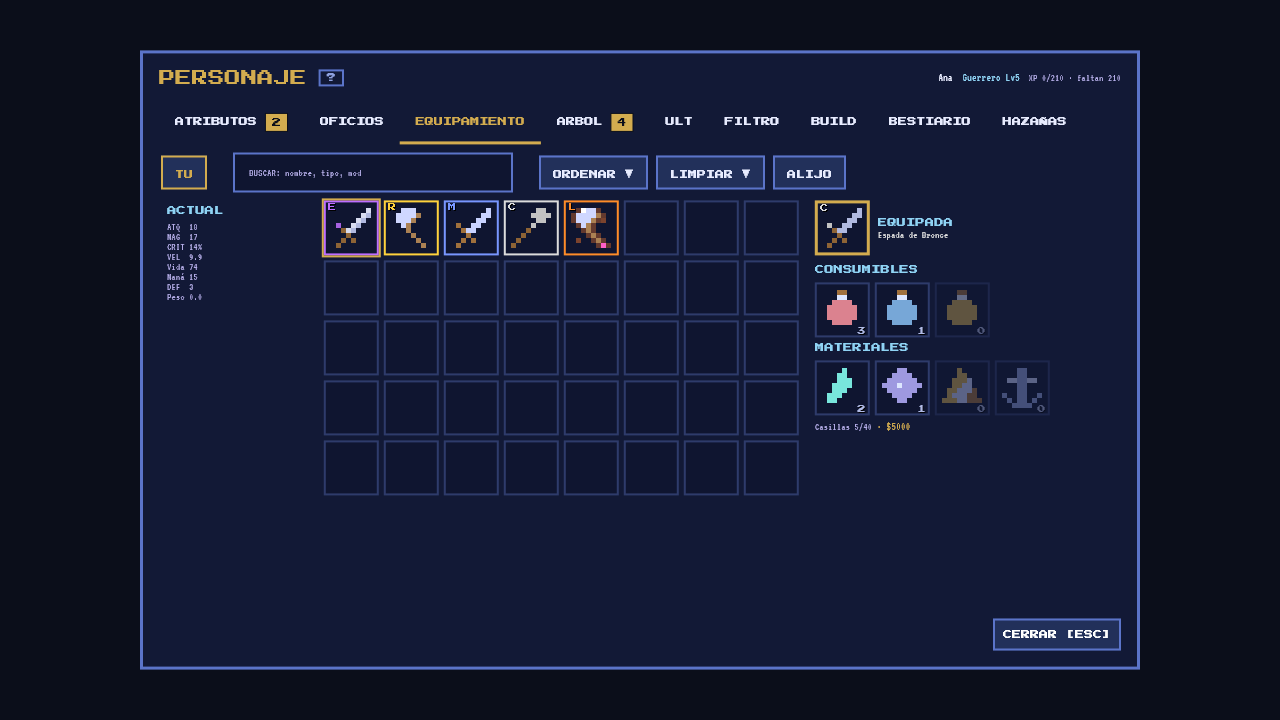 PERSONAJE ?
Ana Guerrero Lv5 XP 0/210 · faltan 210
ATRIBUTOS 2 OFICIOS EQUIPAMIENTO ARBOL 4 ULT FILTRO BUILD BESTIARIO HAZAÑAS
TU BUSCAR: nombre, tipo, mod ORDENAR ▼ LIMPIAR ▼ ALIJO
ACTUAL
ATQ 18
MAG 17
CRIT 14%
VEL 9.9
Vida 74
Maná 15
DEF 3
Peso 0.0
E R M C L
C EQUIPADA
Espada de Bronce
CONSUMIBLES
3 1 0
MATERIALES
2 1 0 0
Casillas 5/40 · $5000
CERRAR [ESC]